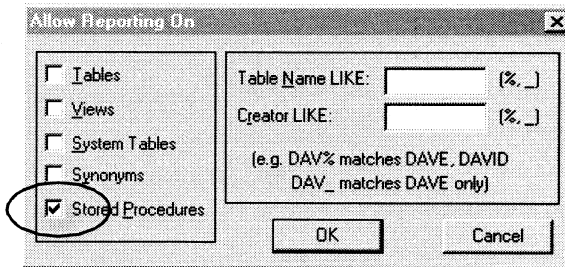 Allow Reporting On
Tables
Views
System Tables
Synonyms
Stored Procedures
Table Name LIKE: (%, _)
Creator LIKE: (%, _)
(e.g. DAV% matches DAVE, DAVID
DAV_ matches DAVE only)
OK
Cancel